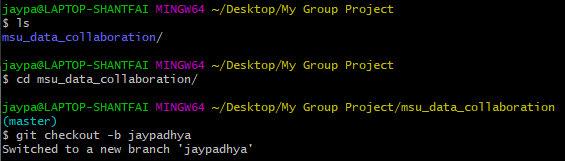 jaypa@LAPTOP-SHANTFAI MINGW64 ~/Desktop/My Group Project
$ ls
msu_data_collaboration/
jaypa@LAPTOP-SHANTFAI MINGW64 ~/Desktop/My Group Project
$ cd msu_data_collaboration/
jaypa@LAPTOP-SHANTFAI MINGW64 ~/Desktop/My Group Project/msu_data_collaboration
(master)
$ git checkout -b jaypadhya
Switched to a new branch 'jaypadhya'